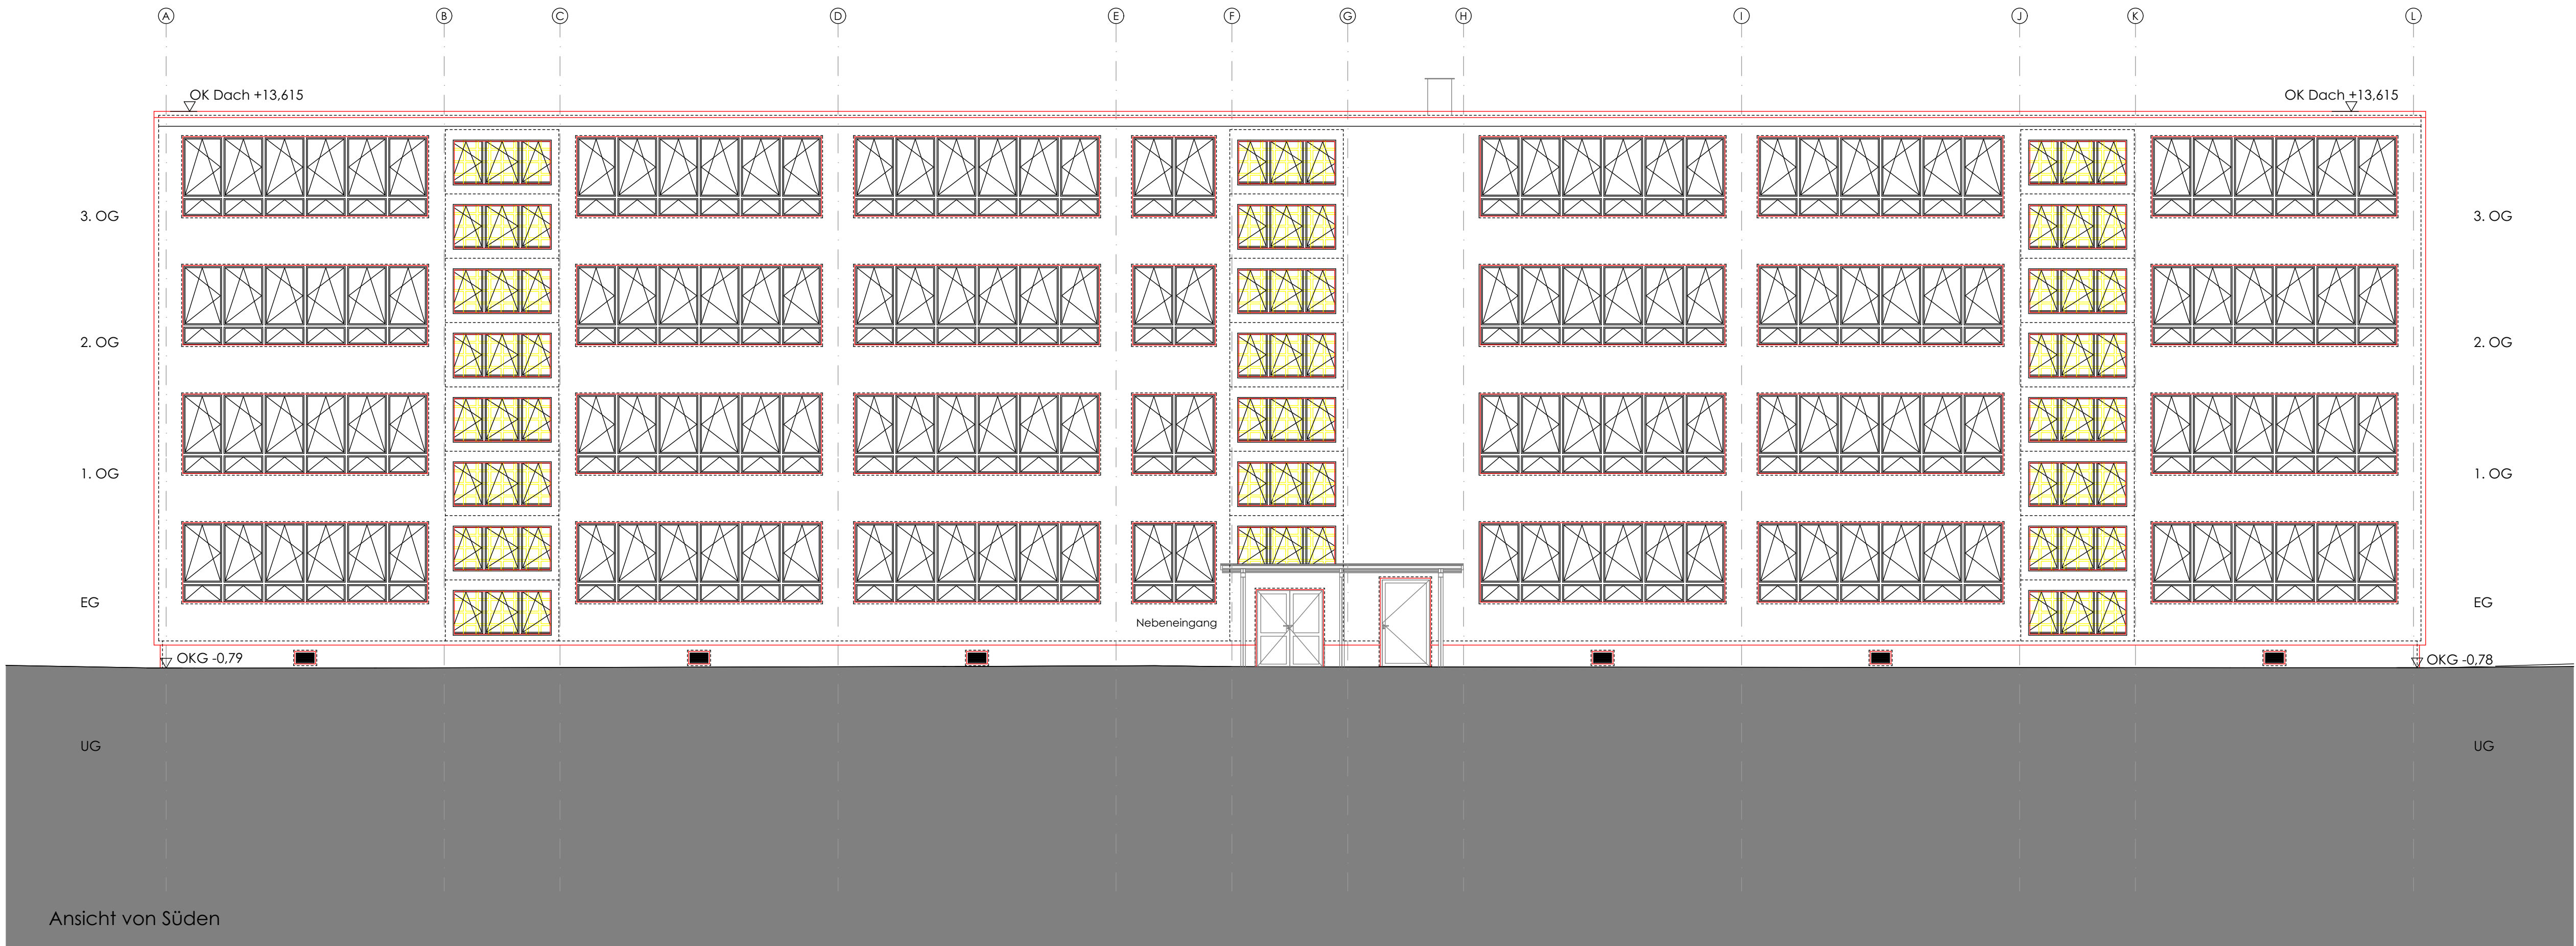 A B C D E F G H I J K L
OK Dach +13,615 OK Dach +13,615
3. OG 3. OG
2. OG 2. OG
1. OG 1. OG
EG EG
Nebeneingang
OKG -0,79 OKG -0,78
UG UG
Ansicht von Süden